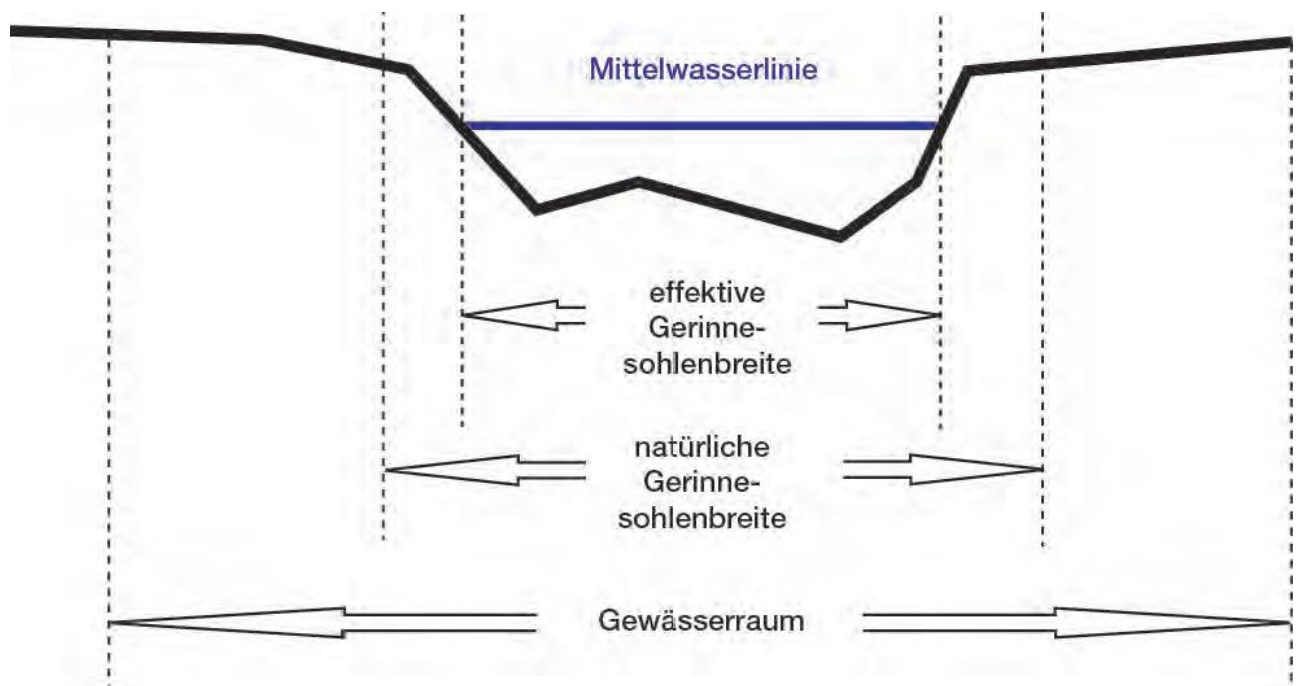 Mittelwasserlinie
effektive
Gerinne-
sohlenbreite
natürliche
Gerinne-
sohlenbreite
Gewässerraum